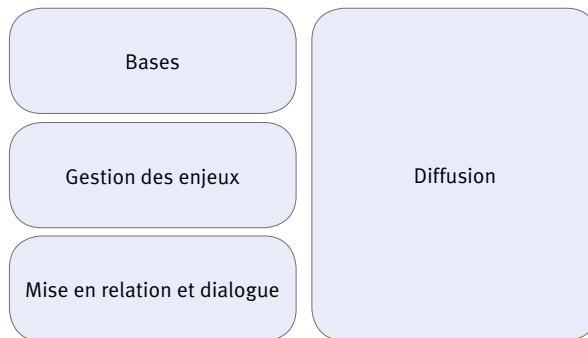 Bases
Gestion des enjeux
Diffusion
Mise en relation et dialogue